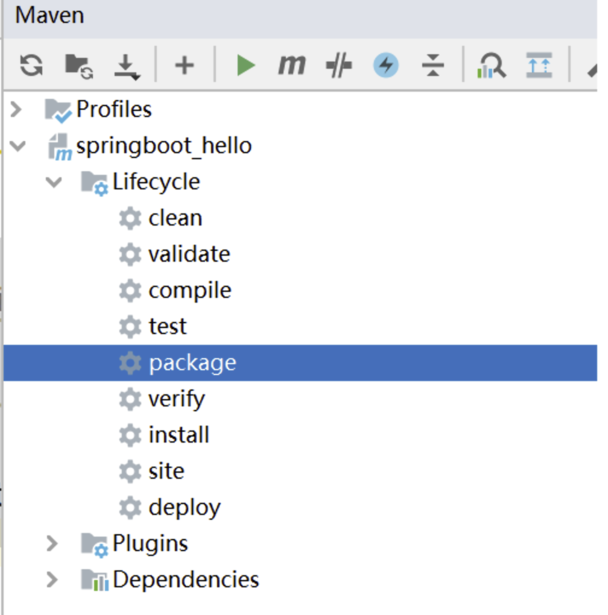 Maven
Profiles
springboot_hello
Lifecycle
clean
validate
compile
test
package
verify
install
site
deploy
Plugins
Dependencies